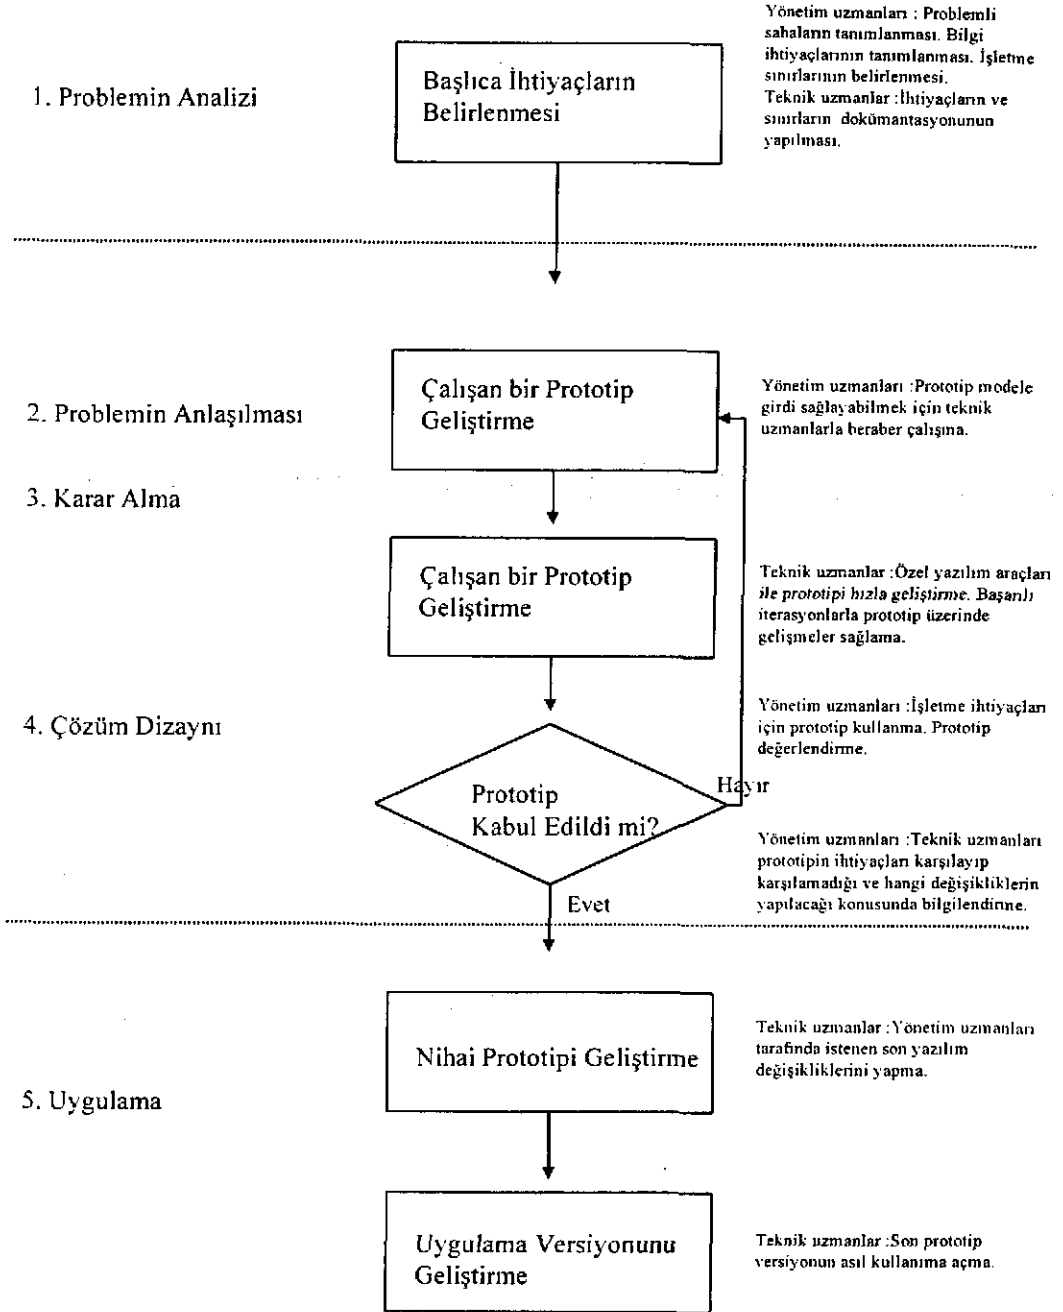 Yönetim uzmanları : Problemli
sahaların tanımlanması. Bilgi
ihtiyaçlarının tanımlanması. İşletme
sınırlarının belirlenmesi.
Teknik uzmanlar :İhtiyaçların ve
sınırların dokümantasyonunun
yapılması.
1. Problemin Analizi
Başlıca İhtiyaçların
Belirlenmesi
2. Problemin Anlaşılması
Çalışan bir Prototip
Geliştirme
Yönetim uzmanları :Prototip modele
girdi sağlayabilmek için teknik
uzmanlarla beraber çalışma.
3. Karar Alma
Çalışan bir Prototip
Geliştirme
Teknik uzmanlar :Özel yazılım araçları
ile prototipi hızla geliştirme. Başarılı
iterasyonlarla prototip üzerinde
gelişmeler sağlama.
4. Çözüm Dizaynı
Yönetim uzmanları :İşletme ihtiyaçları
için prototip kullanma. Prototip
değerlendirme.
Hayır
Prototip
Kabul Edildi mi?
Yönetim uzmanları :Teknik uzmanları
prototipin ihtiyaçları karşılayıp
karşılamadığı ve hangi değişikliklerin
yapılacağı konusunda bilgilendirme.
Evet
5. Uygulama
Nihai Prototipi Geliştirme
Teknik uzmanlar :Yönetim uzmanları
tarafında istenen son yazılım
değişikliklerini yapma.
Uygulama Versiyonunu
Geliştirme
Teknik uzmanlar :Son prototip
versiyonun asıl kullanıma açma.